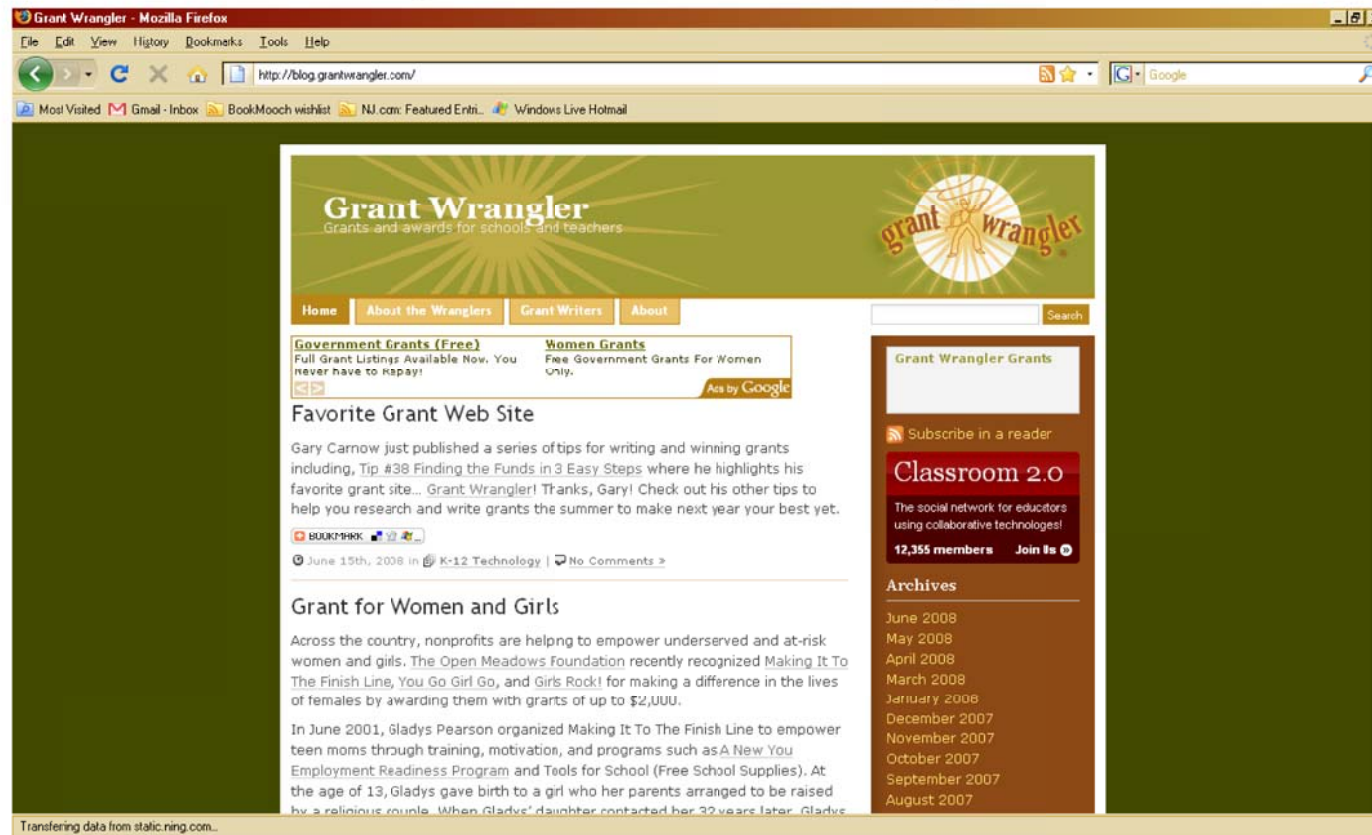 Grant Wrangler - Mozilla Firefox
File Edit View History Bookmarks Tools Help
http://blog.grantwrangler.com/
G Google
Most Visited Gmail - Inbox BookMooch wishlist NJ.com: Featured Entri... Windows Live Hotmail
Grant Wrangler
Grants and awards for schools and teachers
grant wrangler
Home About the Wranglers Grant Writers About
Search
Government Grants (Free)
Full Grant Listings Available Now. You
Never have to Repay!
Women Grants
Free Government Grants For Women
Only.
Ads by Google
Favorite Grant Web Site
Gary Carnow just published a series of tips for writing and winning grants
including, Tip #38 Finding the Funds in 3 Easy Steps where he highlights his
favorite grant site... Grant Wrangler! Thanks, Gary! Check out his other tips to
help you research and write grants the summer to make next year your best yet.
BOOKMARK
June 15th, 2008 in K-12 Technology | No Comments »
Grant for Women and Girls
Across the country, nonprofits are helping to empower underserved and at-risk
women and girls. The Open Meadows Foundation recently recognized Making It To
The Finish Line, You Go Girl Go, and Girls Rock! for making a difference in the lives
of females by awarding them with grants of up to $2,000.
In June 2001, Gladys Pearson organized Making It To The Finish Line to empower
teen moms through training, motivation, and programs such as A New You
Employment Readiness Program and Tools for School (Free School Supplies). At
the age of 13, Gladys gave birth to a girl who her parents arranged to be raised
by a religious couple. When Gladys' daughter contacted her 32 years later, Gladys
Grant Wrangler Grants
Subscribe in a reader
Classroom 2.0
The social network for educators
using collaborative technologes!
12,355 members Join Us
Archives
June 2008
May 2008
April 2008
March 2008
January 2008
December 2007
November 2007
October 2007
September 2007
August 2007
Transfering data from static.ning.com...